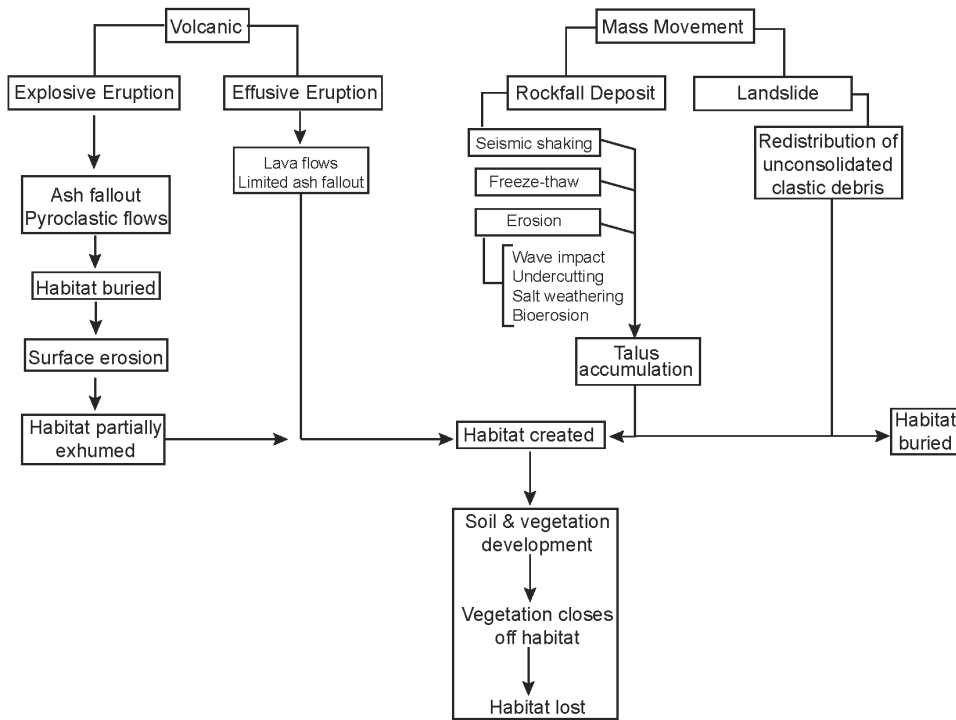 Volcanic
Mass Movement
Explosive Eruption
Effusive Eruption
Rockfall Deposit
Landslide
Lava flows
Limited ash fallout
Seismic shaking
Redistribution of
unconsolidated
clastic debris
Ash fallout
Pyroclastic flows
Freeze-thaw
Erosion
Wave impact
Undercutting
Salt weathering
Bioerosion
Habitat buried
Surface erosion
Talus
accumulation
Habitat partially
exhumed
Habitat created
Habitat
buried
Soil & vegetation
development
Vegetation closes
off habitat
Habitat lost